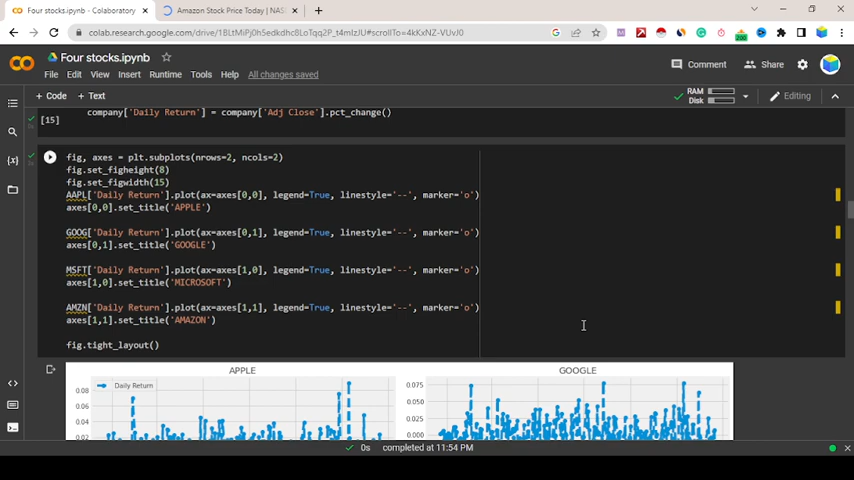 Four stocks.ipynb - Colaboratory
Amazon Stock Price Today | NAS
colab.research.google.com/drive/1BLtMiPj0h5edkdhc8LoTqq2P_t4mIzJU#scrollTo=4kKxNZ-VUvJ0
Four stocks.ipynb
Comment
Share
File Edit View Insert Runtime Tools Help All changes saved
+ Code + Text
RAM
Disk
Editing
company['Daily Return'] = company['Adj Close'].pct_change()
[15]
fig, axes = plt.subplots(nrows=2, ncols=2)
fig.set_figheight(8)
fig.set_figwidth(15)
AAPL['Daily Return'].plot(ax=axes[0,0], legend=True, linestyle='--', marker='o')
axes[0,0].set_title('APPLE')
GOOG['Daily Return'].plot(ax=axes[0,1], legend=True, linestyle='--', marker='o')
axes[0,1].set_title('GOOGLE')
MSFT['Daily Return'].plot(ax=axes[1,0], legend=True, linestyle='--', marker='o')
axes[1,0].set_title('MICROSOFT')
AMZN['Daily Return'].plot(ax=axes[1,1], legend=True, linestyle='--', marker='o')
axes[1,1].set_title('AMAZON')
fig.tight_layout()
APPLE
GOOGLE
Daily Return
0.08
0.06
0.04
0.02
0.075
0.050
0.025
0.000
0s completed at 11:54 PM